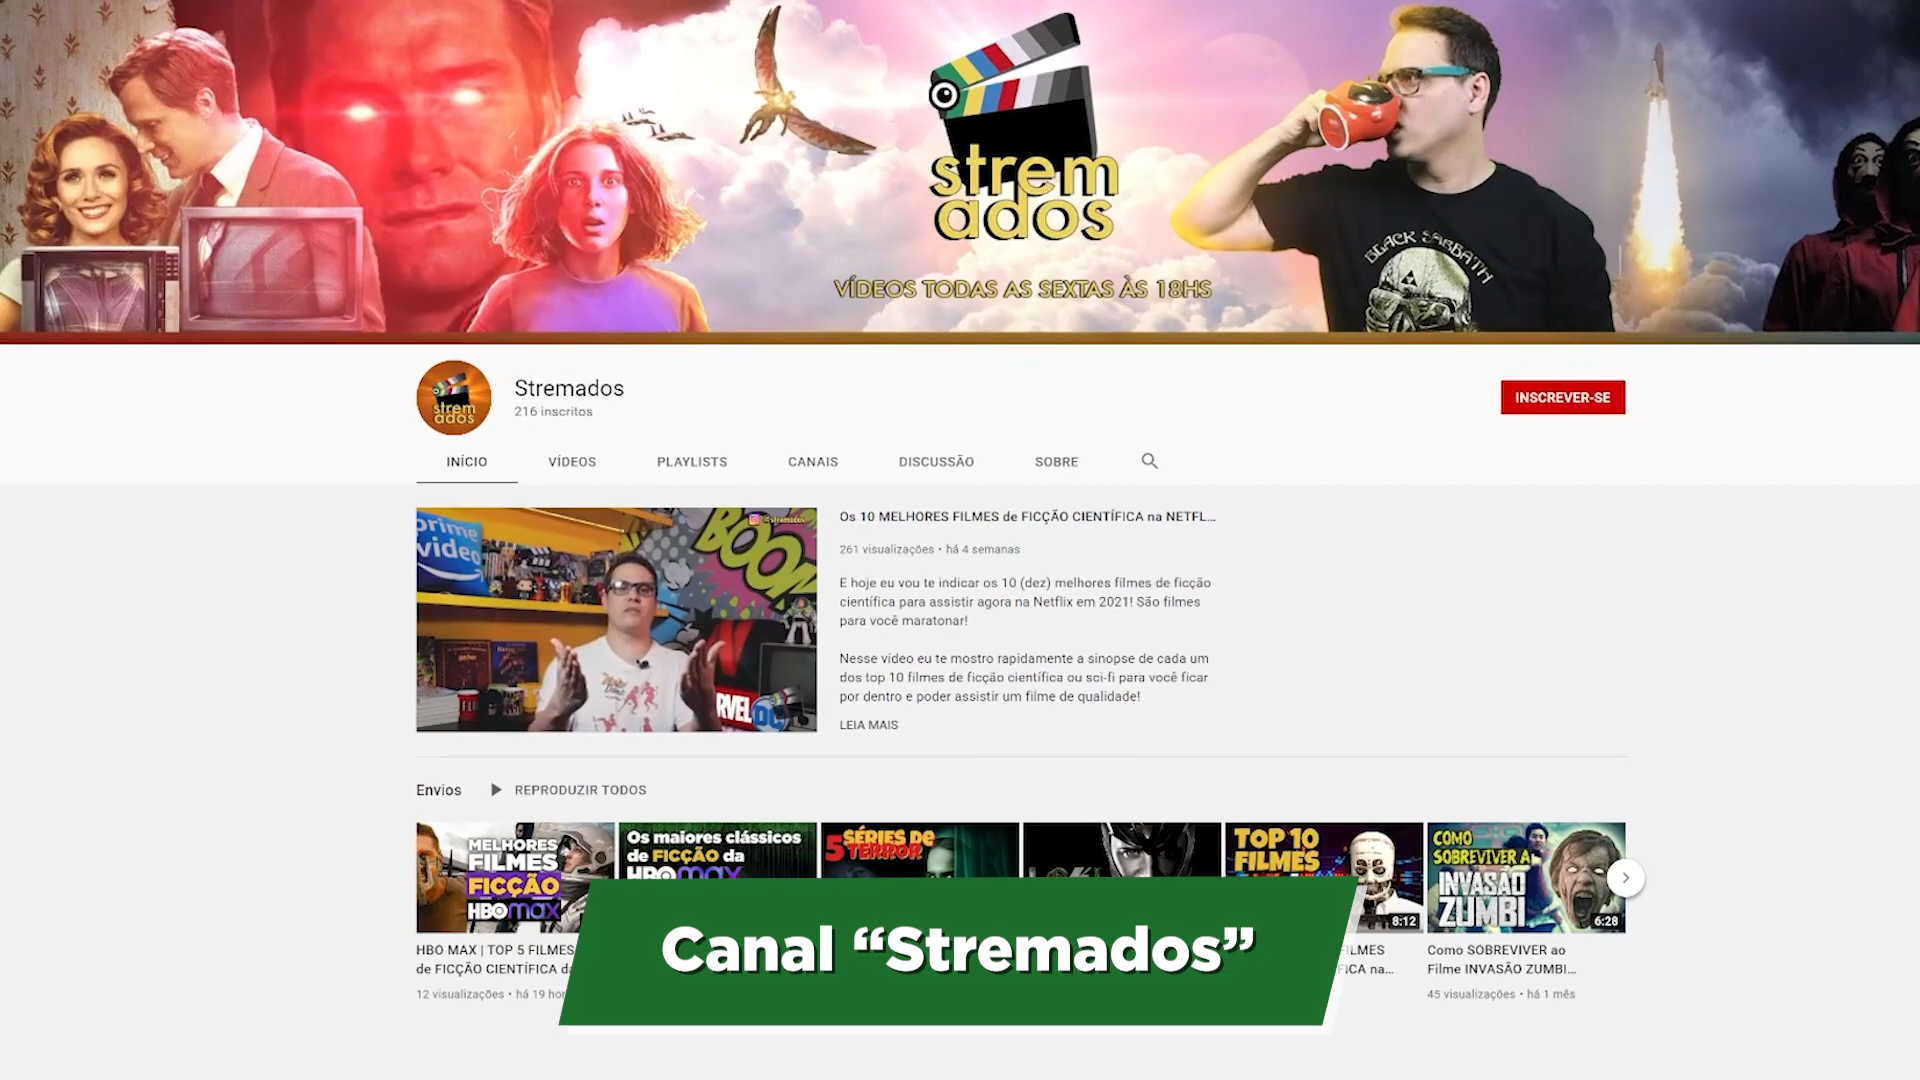 strem
ados
VÍDEOS TODAS AS SEXTAS ÀS 18HS
BLACK SABBATH
strem
ados
Stremados
216 inscritos
INSCREVER-SE
INÍCIO
VÍDEOS
PLAYLISTS
CANAIS
DISCUSSÃO
SOBRE
prime
video
BOOM
Os 10 MELHORES FILMES de FICÇÃO CIENTÍFICA na NETFL...
261 visualizações • há 4 semanas
E hoje eu vou te indicar os 10 (dez) melhores filmes de ficção
científica para assistir agora na Netflix em 2021! São filmes
para você maratonar!
Nesse vídeo eu te mostro rapidamente a sinopse de cada um
dos top 10 filmes de ficção científica ou sci-fi para você ficar
por dentro e poder assistir um filme de qualidade!
LEIA MAIS
Envios
REPRODUZIR TODOS
MELHORES
FILMES
FICÇÃO
HBOmax
Os maiores clássicos
de FICÇÃO da
HBOmax
5 SÉRIES DE
TERROR
TOP 10
FILMES
8:12
COMO
SOBREVIVER A
INVASÃO
ZUMBI
6:28
HBO MAX | TOP 5 FILMES
de FICÇÃO CIENTÍFICA
12 visualizações • há 19
Como SOBREVIVER ao
Filme INVASÃO ZUMBI...
45 visualizações • há 1 mês
Canal “Stremados”